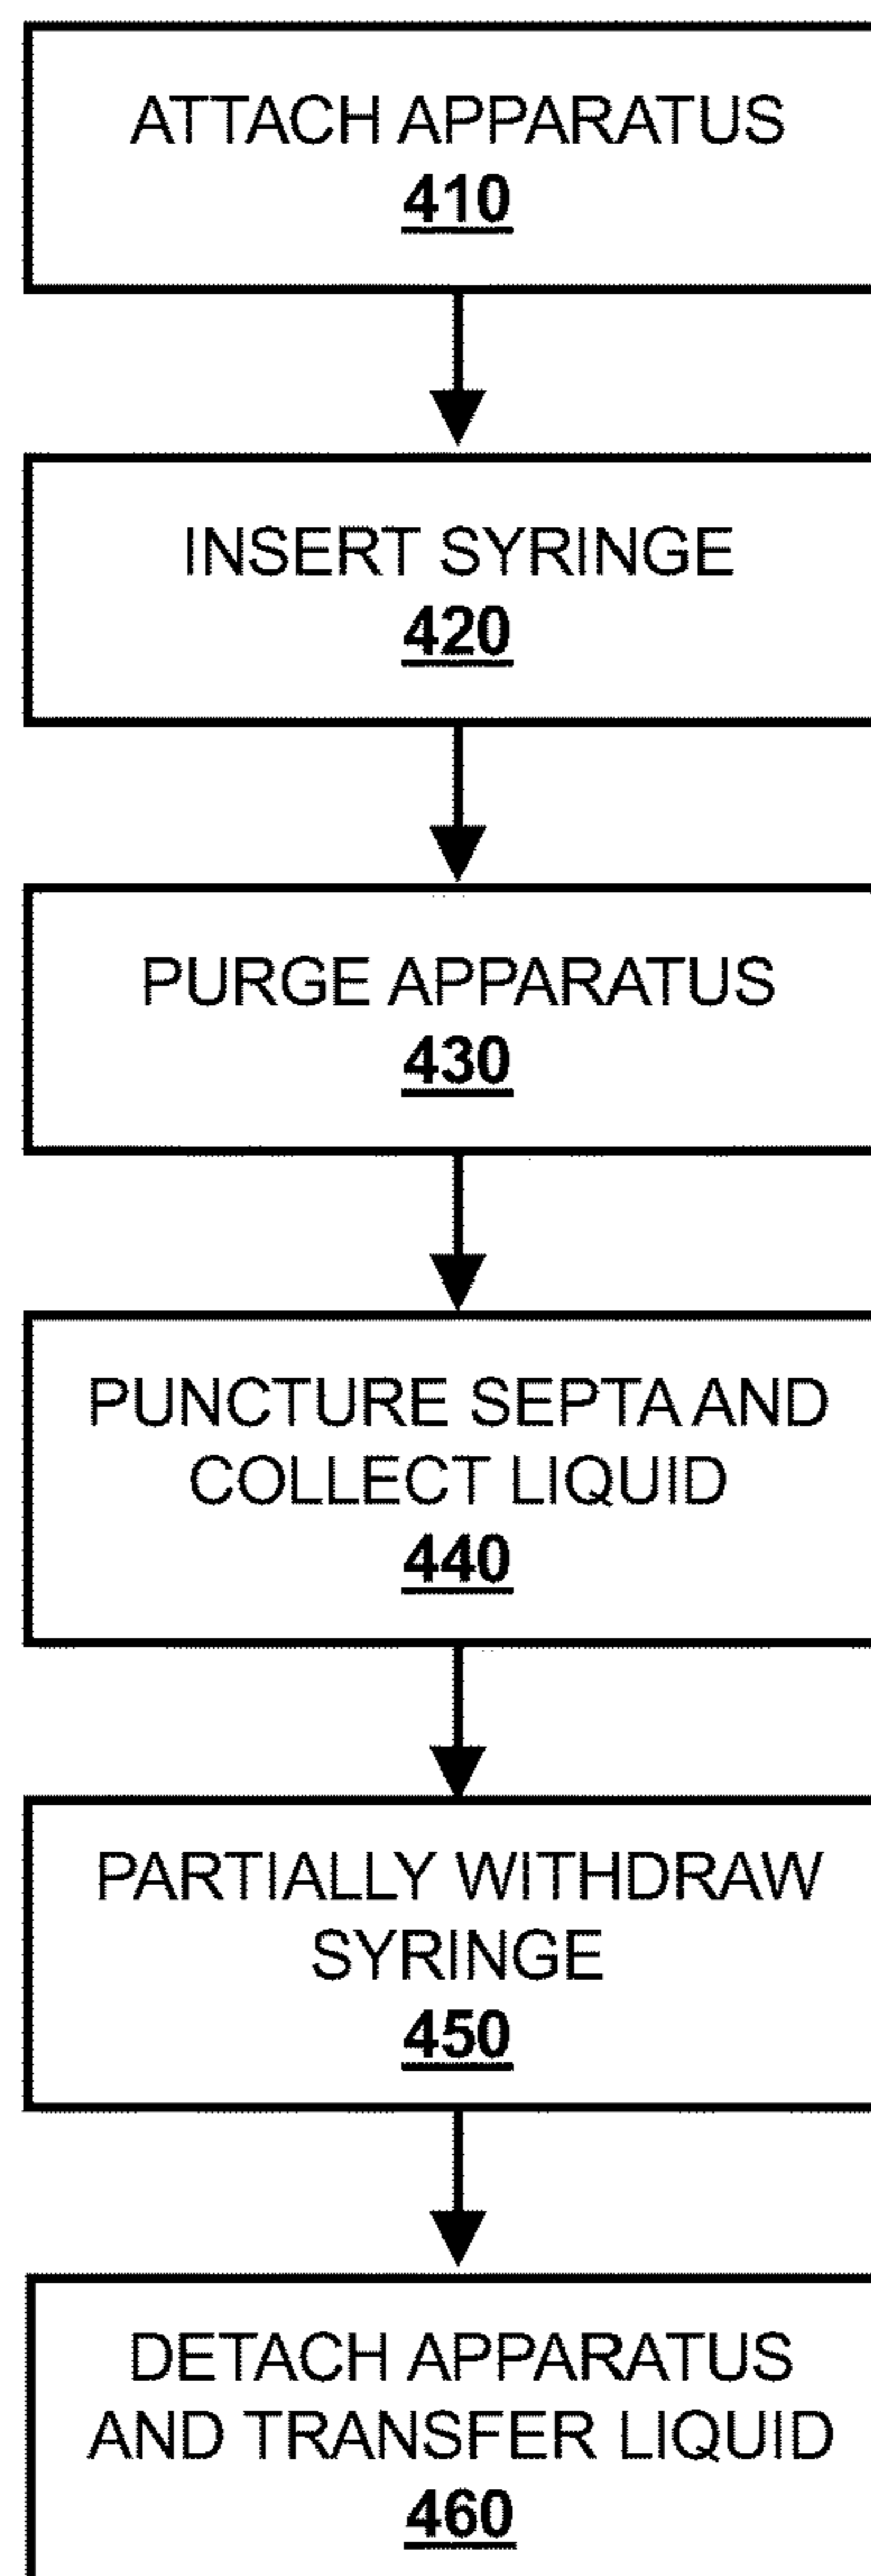 ATTACH APPARATUS
410
INSERT SYRINGE
420
PURGE APPARATUS
430
PUNCTURE SEPTA AND
COLLECT LIQUID
440
PARTIALLY WITHDRAW
SYRINGE
450
DETACH APPARATUS
AND TRANSFER LIQUID
460